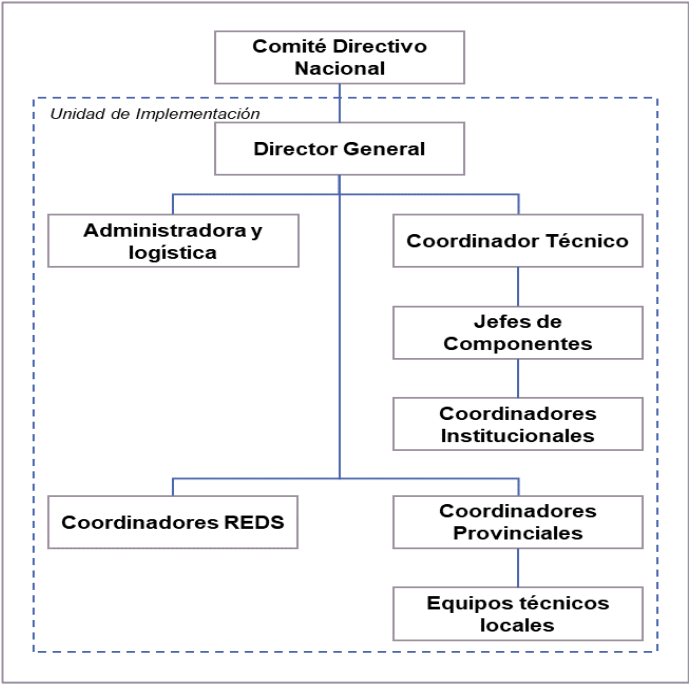 Comité Directivo
Nacional
Unidad de Implementación
Director General
Administradora y
logística
Coordinador Técnico
Jefes de
Componentes
Coordinadores
Institucionales
Coordinadores REDS
Coordinadores
Provinciales
Equipos técnicos
locales